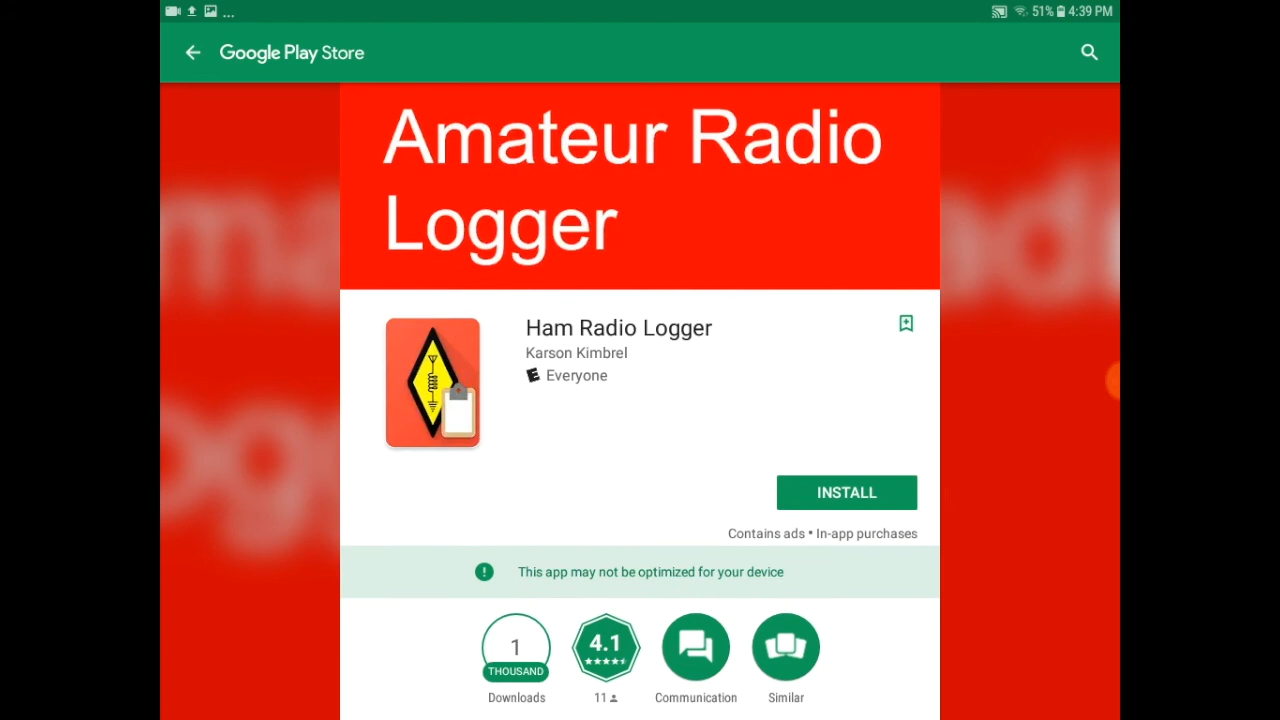 ...
51% 4:39 PM
Google Play Store
Amateur Radio
Logger
Ham Radio Logger
Karson Kimbrel
E Everyone
INSTALL
Contains ads • In-app purchases
! This app may not be optimized for your device
1
THOUSAND
Downloads
4.1
11
Communication
Similar